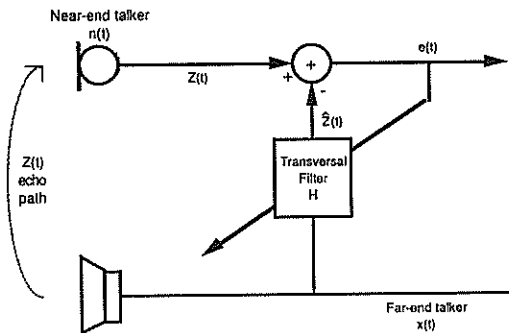 Near-end talker
n(t)
e(t)
+
+
-
Z(t)
Ẑ(t)
Z(t)
echo
path
Transversal
Filter
H
Far-end talker
x(t)